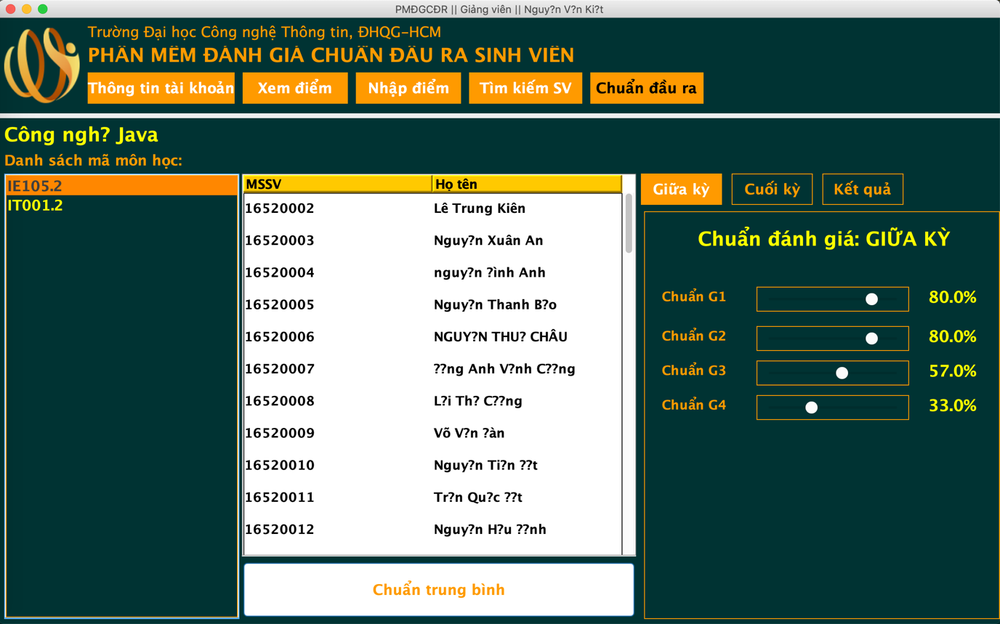 PMĐGCĐR || Giảng viên || Nguy?n V?n Ki?t
Trường Đại học Công nghệ Thông tin, ĐHQG-HCM
PHẦN MỀM ĐÁNH GIÁ CHUẨN ĐẦU RA SINH VIÊN
Thông tin tài khoản Xem điểm Nhập điểm Tìm kiếm SV Chuẩn đầu ra
Công ngh? Java
Danh sách mã môn học:
IE105.2
IT001.2
MSSV Họ tên
16520002 Lê Trung Kiên
16520003 Nguy?n Xuân An
16520004 nguy?n ?ình Anh
16520005 Nguy?n Thanh B?o
16520006 NGUY?N THU? CHÂU
16520007 ??ng Anh V?nh C??ng
16520008 L?i Th? C??ng
16520009 Võ V?n ?àn
16520010 Nguy?n Ti?n ??t
16520011 Tr?n Qu?c ??t
16520012 Nguy?n H?u ??nh
Chuẩn trung bình
Giữa kỳ Cuối kỳ Kết quả
Chuẩn đánh giá: GIỮA KỲ
Chuẩn G1 80.0%
Chuẩn G2 80.0%
Chuẩn G3 57.0%
Chuẩn G4 33.0%